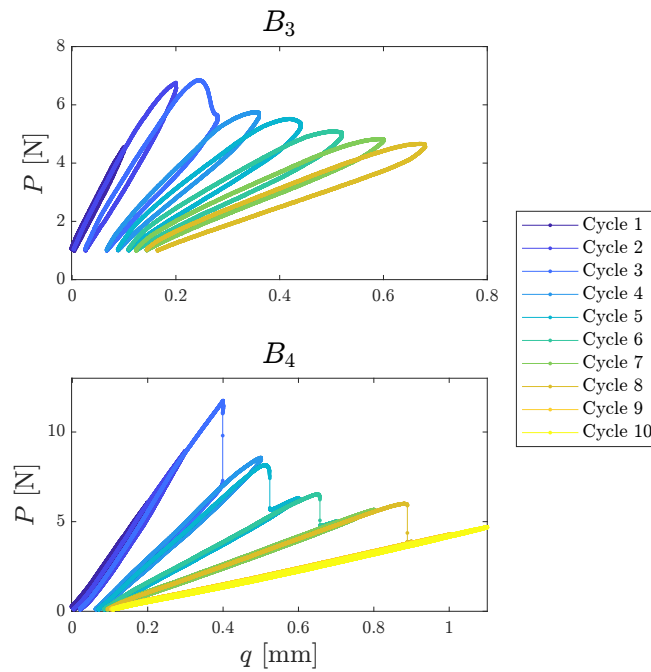 B3
P [N]
8
6
4
2
0
0
0.2
0.4
0.6
0.8
B4
P [N]
10
5
0
0
0.2
0.4
0.6
0.8
1
q [mm]
Cycle 1
Cycle 2
Cycle 3
Cycle 4
Cycle 5
Cycle 6
Cycle 7
Cycle 8
Cycle 9
Cycle 10